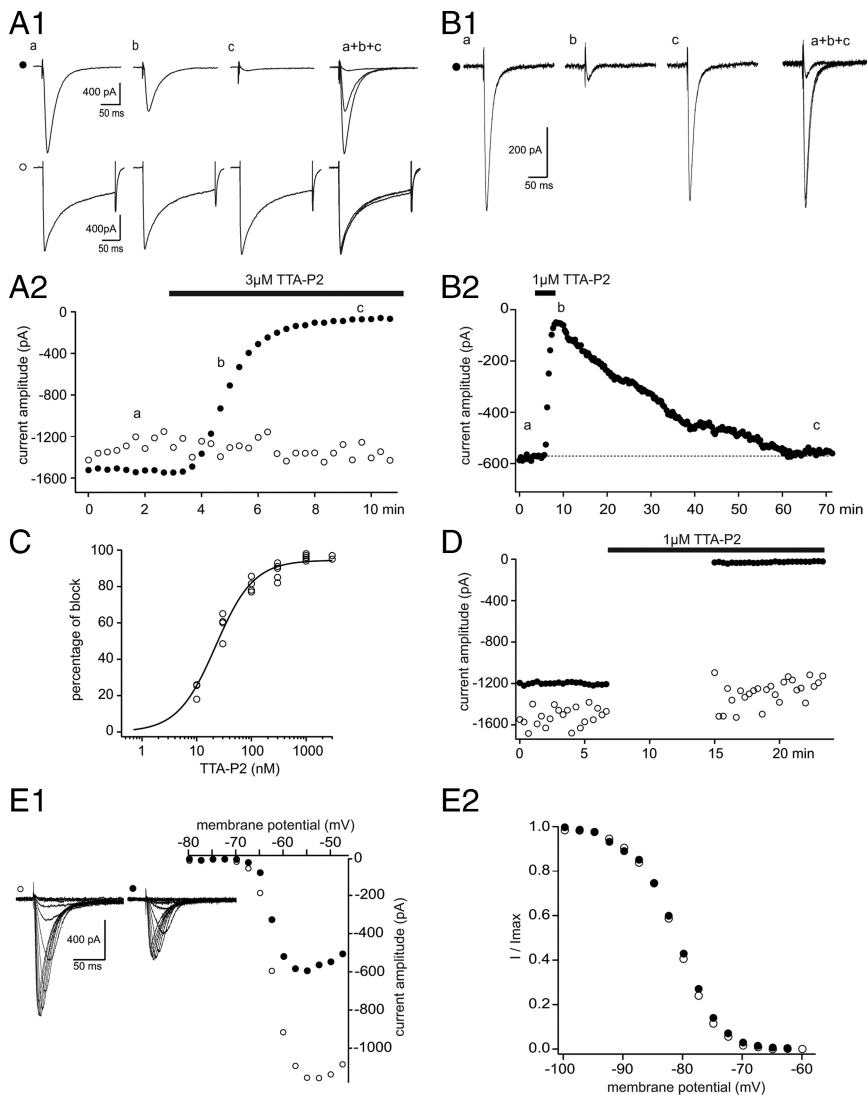 A1
a b c a+b+c
400 pA
50 ms
400pA
50 ms
B1
a b c a+b+c
200 pA
50 ms
A2
3µM TTA-P2
0
-400
-800
-1200
-1600
current amplitude (pA)
a b c
0 2 4 6 8 10 min
B2
1µM TTA-P2
0
-200
-400
-600
current amplitude (pA)
a b c
0 10 20 30 40 50 60 70 min
C
100
80
60
40
20
0
percentage of block
1 10 100 1000
TTA-P2 (nM)
D
1µM TTA-P2
0
-400
-800
-1200
-1600
current amplitude (pA)
0 5 10 15 20 min
E1
membrane potential (mV)
-80 -70 -60 -50
0
-200
-400
-600
-800
-1000
current amplitude (pA)
400 pA
50 ms
E2
1.0
0.8
0.6
0.4
0.2
0.0
I / Imax
-100 -90 -80 -70 -60
membrane potential (mV)